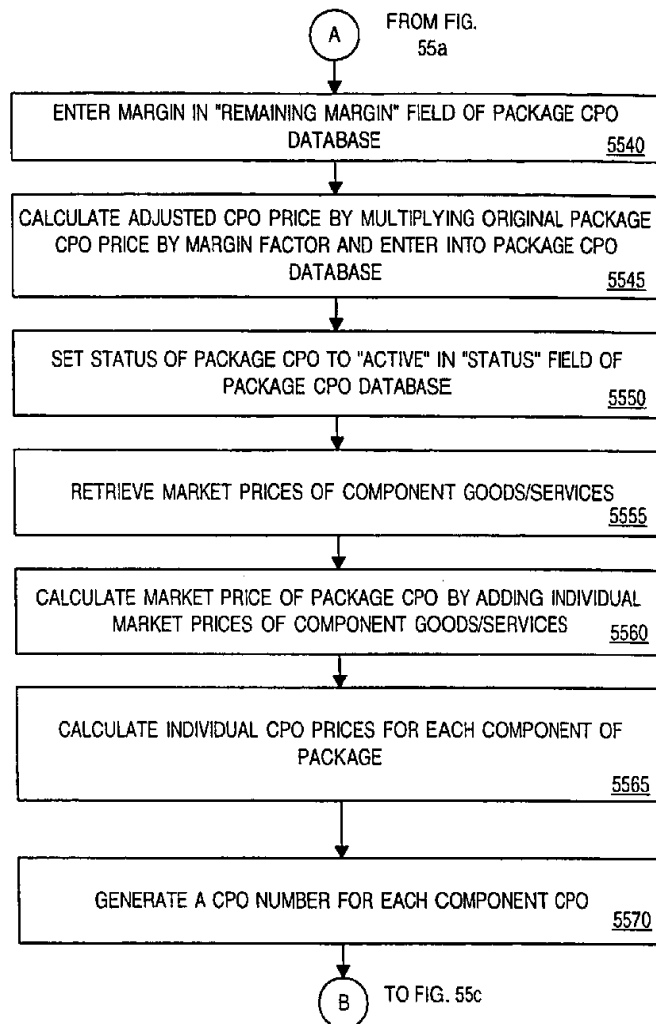 A
FROM FIG.
55a
ENTER MARGIN IN "REMAINING MARGIN" FIELD OF PACKAGE CPO
DATABASE
5540
CALCULATE ADJUSTED CPO PRICE BY MULTIPLYING ORIGINAL PACKAGE
CPO PRICE BY MARGIN FACTOR AND ENTER INTO PACKAGE CPO
DATABASE
5545
SET STATUS OF PACKAGE CPO TO "ACTIVE" IN "STATUS" FIELD OF
PACKAGE CPO DATABASE
5550
RETRIEVE MARKET PRICES OF COMPONENT GOODS/SERVICES
5555
CALCULATE MARKET PRICE OF PACKAGE CPO BY ADDING INDIVIDUAL
MARKET PRICES OF COMPONENT GOODS/SERVICES
5560
CALCULATE INDIVIDUAL CPO PRICES FOR EACH COMPONENT OF
PACKAGE
5565
GENERATE A CPO NUMBER FOR EACH COMPONENT CPO
5570
B
TO FIG. 55c